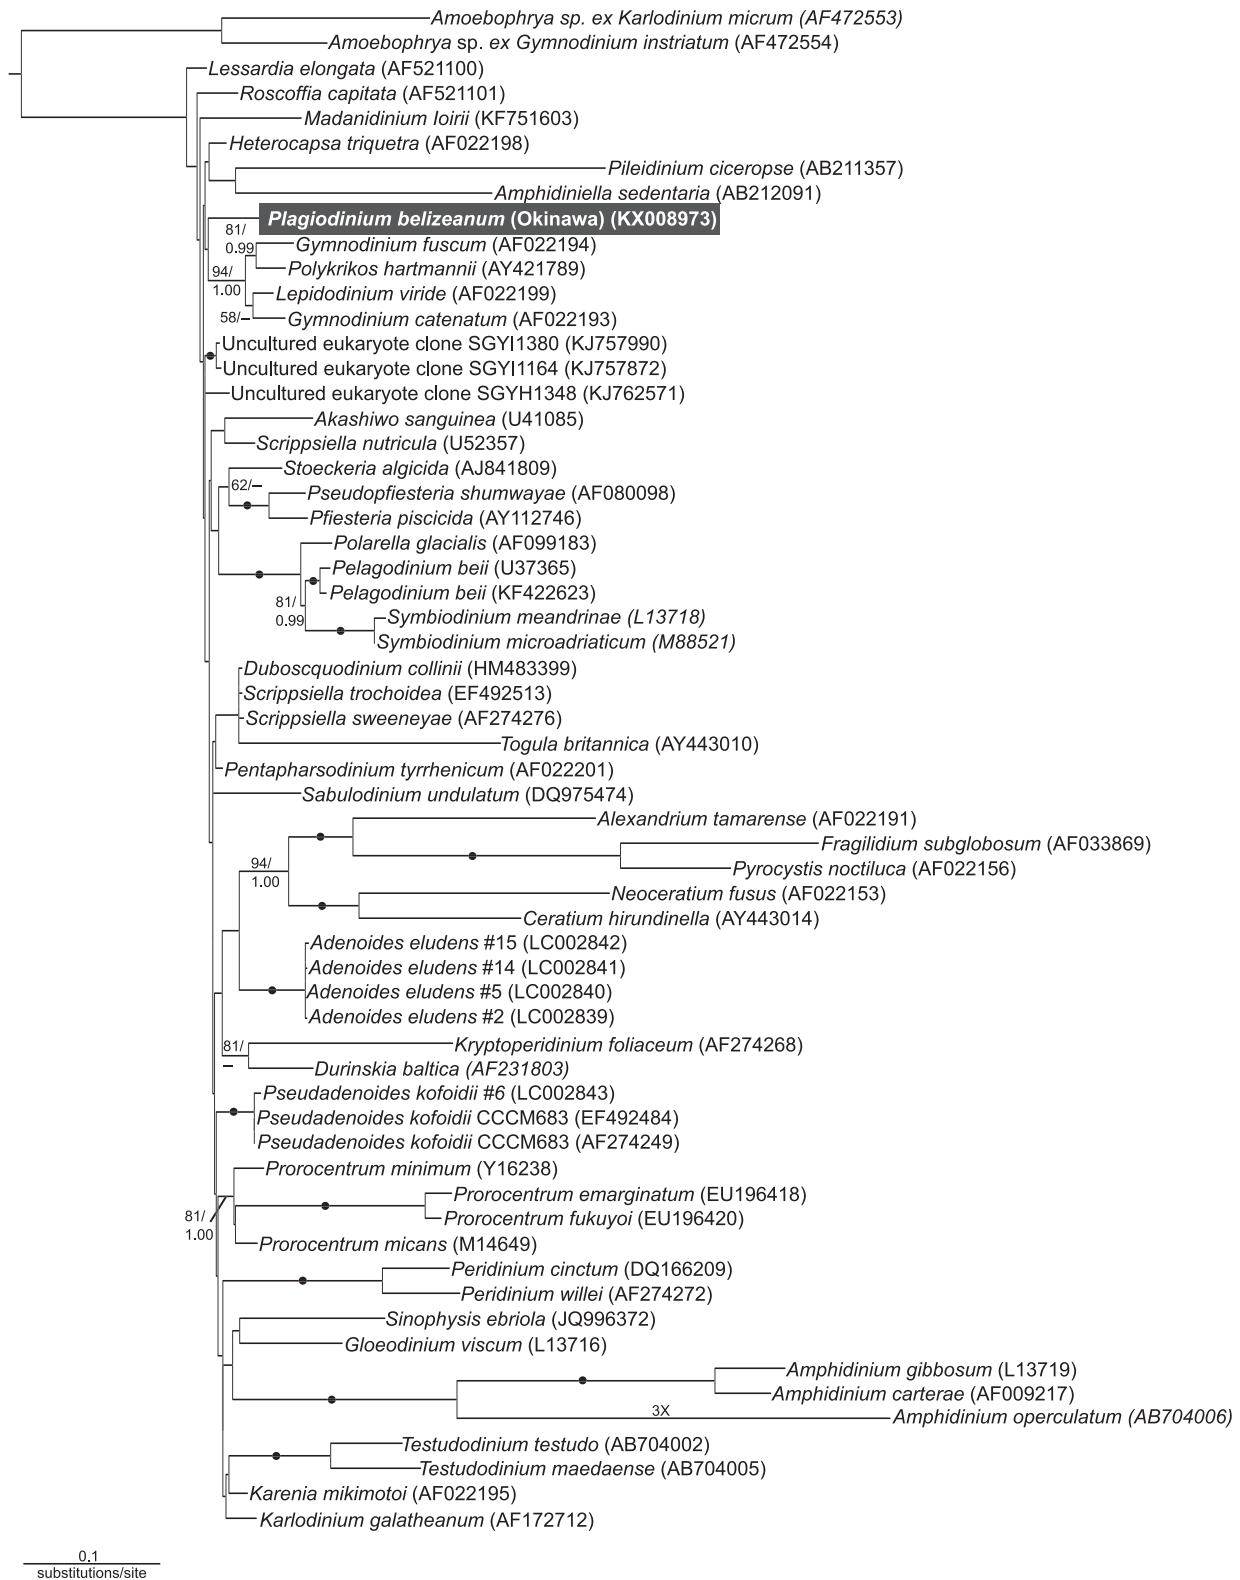 Amoebophrya sp. ex Karlodinium micrum (AF472553)
Amoebophrya sp. ex Gymnodinium instriatum (AF472554)
Lessardia elongata (AF521100)
Roscoffia capitata (AF521101)
Madanidinium loirii (KF751603)
Heterocapsa triquetra (AF022198)
Pileidinium ciceropse (AB211357)
Amphidiniella sedentaria (AB212091)
Plagiodinium belizeanum (Okinawa) (KX008973)
81/
0.99
Gymnodinium fuscum (AF022194)
94/
1.00
Polykrikos hartmannii (AY421789)
Lepidodinium viride (AF022199)
58/–
Gymnodinium catenatum (AF022193)
Uncultured eukaryote clone SGYI1380 (KJ757990)
Uncultured eukaryote clone SGYI1164 (KJ757872)
Uncultured eukaryote clone SGYH1348 (KJ762571)
Akashiwo sanguinea (U41085)
Scrippsiella nutricula (U52357)
Stoeckeria algicida (AJ841809)
62/–
Pseudopfiesteria shumwayae (AF080098)
Pfiesteria piscicida (AY112746)
Polarella glacialis (AF099183)
Pelagodinium beii (U37365)
Pelagodinium beii (KF422623)
81/
0.99
Symbiodinium meandrinae (L13718)
Symbiodinium microadriaticum (M88521)
Duboscquodinium collinii (HM483399)
Scrippsiella trochoidea (EF492513)
Scrippsiella sweeneyae (AF274276)
Togula britannica (AY443010)
Pentapharsodinium tyrrhenicum (AF022201)
Sabulodinium undulatum (DQ975474)
Alexandrium tamarense (AF022191)
Fragilidium subglobosum (AF033869)
94/
1.00
Pyrocystis noctiluca (AF022156)
Neoceratium fusus (AF022153)
Ceratium hirundinella (AY443014)
Adenoides eludens #15 (LC002842)
Adenoides eludens #14 (LC002841)
Adenoides eludens #5 (LC002840)
Adenoides eludens #2 (LC002839)
81/
–
Kryptoperidinium foliaceum (AF274268)
Durinskia baltica (AF231803)
Pseudadenoides kofoidii #6 (LC002843)
Pseudadenoides kofoidii CCCM683 (EF492484)
Pseudadenoides kofoidii CCCM683 (AF274249)
Prorocentrum minimum (Y16238)
Prorocentrum emarginatum (EU196418)
Prorocentrum fukuyoi (EU196420)
81/
1.00
Prorocentrum micans (M14649)
Peridinium cinctum (DQ166209)
Peridinium willei (AF274272)
Sinophysis ebriola (JQ996372)
Gloeodinium viscum (L13716)
Amphidinium gibbosum (L13719)
Amphidinium carterae (AF009217)
3X
Amphidinium operculatum (AB704006)
Testudodinium testudo (AB704002)
Testudodinium maedaense (AB704005)
Karenia mikimotoi (AF022195)
Karlodinium galatheanum (AF172712)
0.1
substitutions/site